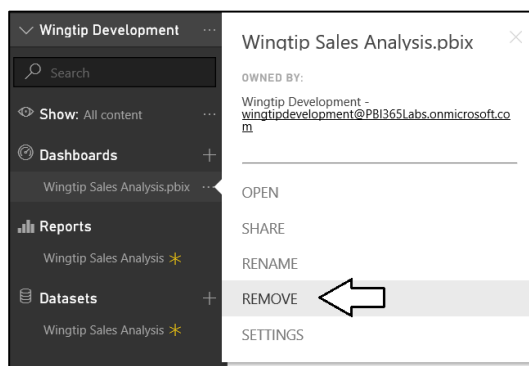 Wingtip Development
Search
Show: All content
Dashboards
Wingtip Sales Analysis.pbix
Reports
Wingtip Sales Analysis
Datasets
Wingtip Sales Analysis
Wingtip Sales Analysis.pbix
OWNED BY:
Wingtip Development -
wingtipdevelopment@PBI365Labs.onmicrosoft.co
m
OPEN
SHARE
RENAME
REMOVE
SETTINGS